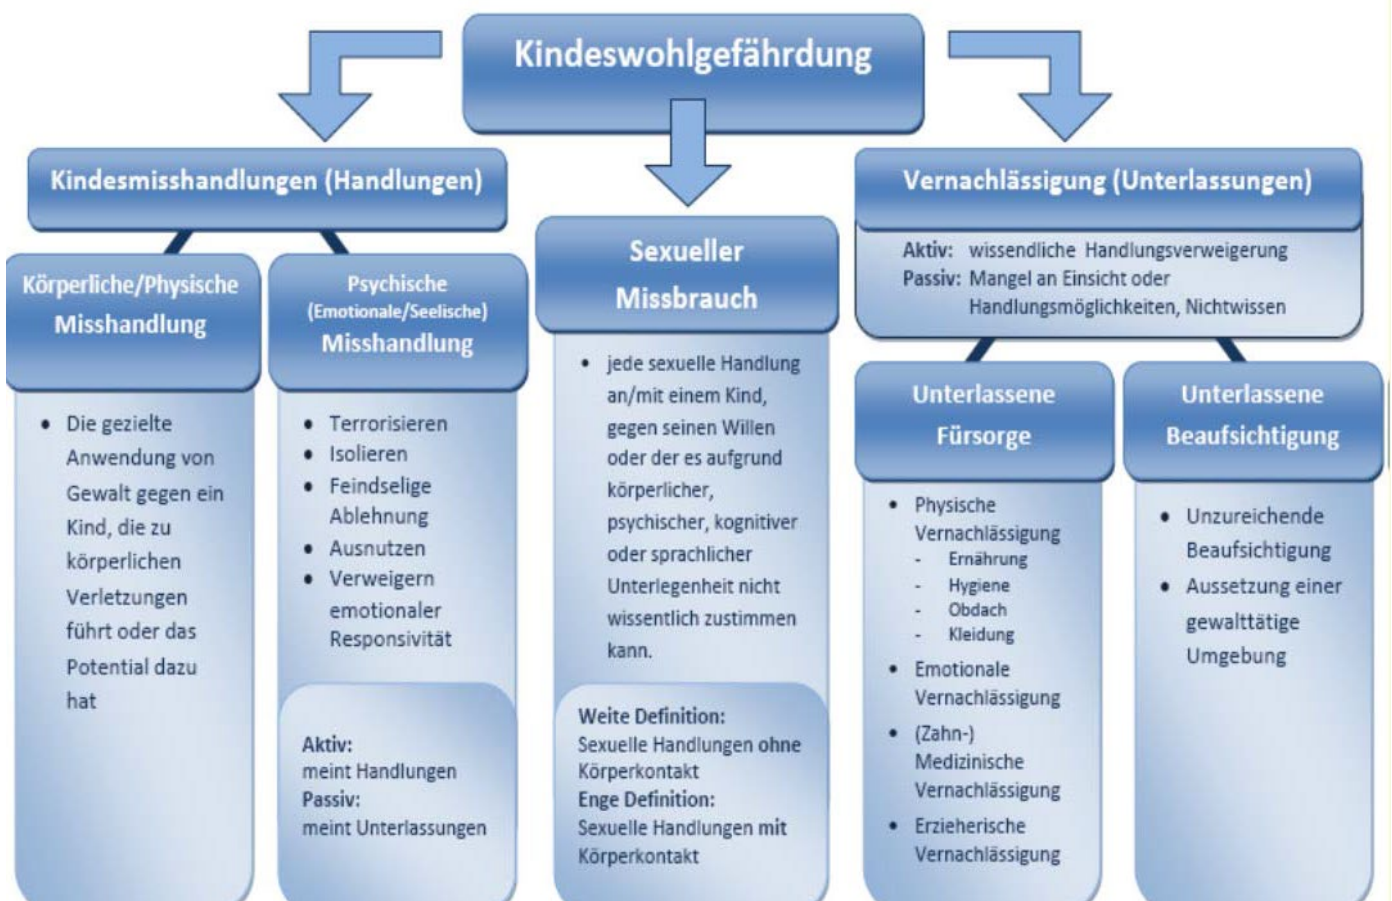 Kindeswohlgefährdung
Kindesmisshandlungen (Handlungen)
Körperliche/Physische
Misshandlung
• Die gezielte
Anwendung von
Gewalt gegen ein
Kind, die zu
körperlichen
Verletzungen
führt oder das
Potential dazu
hat
Psychische
(Emotionale/Seelische)
Misshandlung
• Terrorisieren
• Isolieren
• Feindselige
Ablehnung
• Ausnutzen
• Verweigern
emotionaler
Responsivität
Aktiv:
meint Handlungen
Passiv:
meint Unterlassungen
Sexueller
Missbrauch
• jede sexuelle Handlung
an/mit einem Kind,
gegen seinen Willen
oder der es aufgrund
körperlicher,
psychischer, kognitiver
oder sprachlicher
Unterlegenheit nicht
wissentlich zustimmen
kann.
Weite Definition:
Sexuelle Handlungen ohne
Körperkontakt
Enge Definition:
Sexuelle Handlungen mit
Körperkontakt
Vernachlässigung (Unterlassungen)
Aktiv: wissendliche Handlungsverweigerung
Passiv: Mangel an Einsicht oder
Handlungsmöglichkeiten, Nichtwissen
Unterlassene
Fürsorge
• Physische
Vernachlässigung
- Ernährung
- Hygiene
- Obdach
- Kleidung
• Emotionale
Vernachlässigung
• (Zahn-)
Medizinische
Vernachlässigung
• Erzieherische
Vernachlässigung
Unterlassene
Beaufsichtigung
• Unzureichende
Beaufsichtigung
• Aussetzung einer
gewalttätige
Umgebung